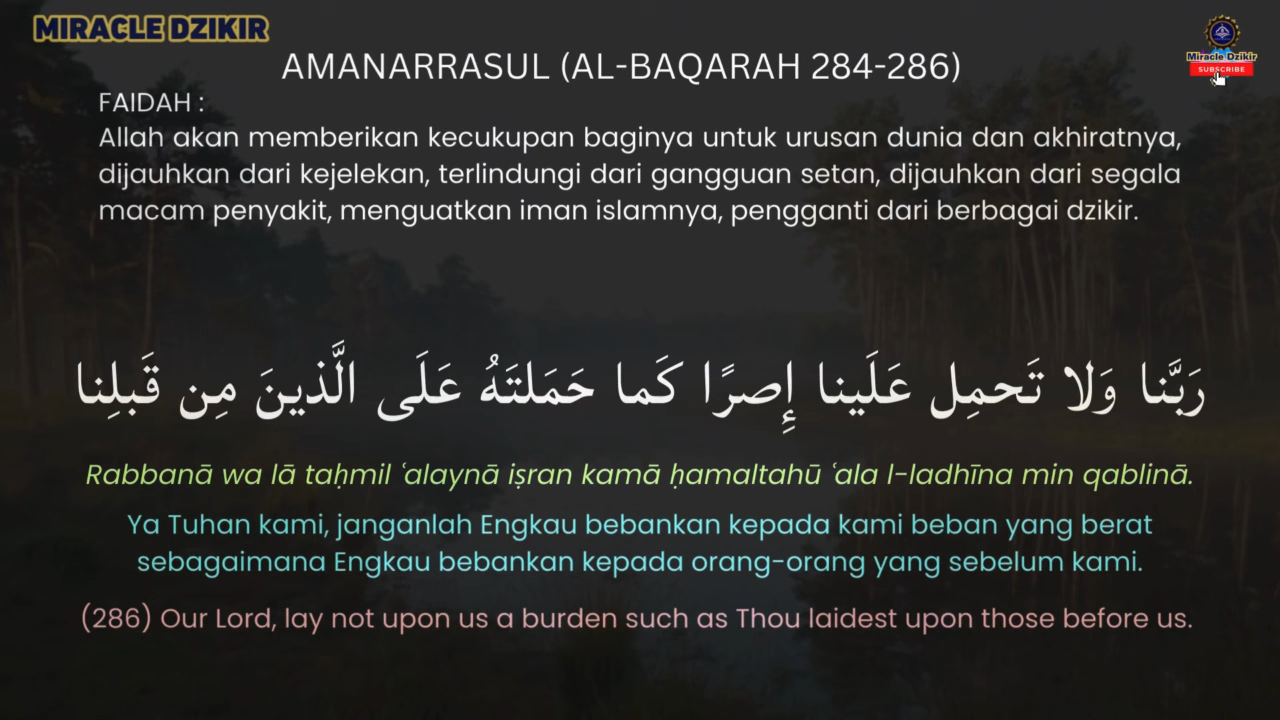 MIRACLE DZIKIR
AMANARRASUL (AL-BAQARAH 284-286)
Miracle Dzikir
SUBSCRIBE
FAIDAH :
Allah akan memberikan kecukupan baginya untuk urusan dunia dan akhiratnya,
dijauhkan dari kejelekan, terlindungi dari gangguan setan, dijauhkan dari segala
macam penyakit, menguatkan iman islamnya, pengganti dari berbagai dzikir.
رَبَّنا وَلا تَحمِل عَلَينا إِصرًا كَما حَمَلتَهُ عَلَى الَّذينَ مِن قَبلِنا
Rabbanā wa lā taḥmil ʿalaynā iṣran kamā ḥamaltahū ʿala l-ladhīna min qablinā.
Ya Tuhan kami, janganlah Engkau bebankan kepada kami beban yang berat
sebagaimana Engkau bebankan kepada orang-orang yang sebelum kami.
(286) Our Lord, lay not upon us a burden such as Thou laidest upon those before us.